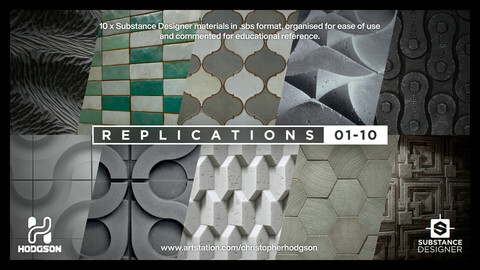 10 x Substance Designer materials in .sbs format, organised for ease of use
and commented for educational reference.
REPLICATIONS 01-10
HODGSON
www.artstation.com/christopherhodgson
SUBSTANCE
DESIGNER